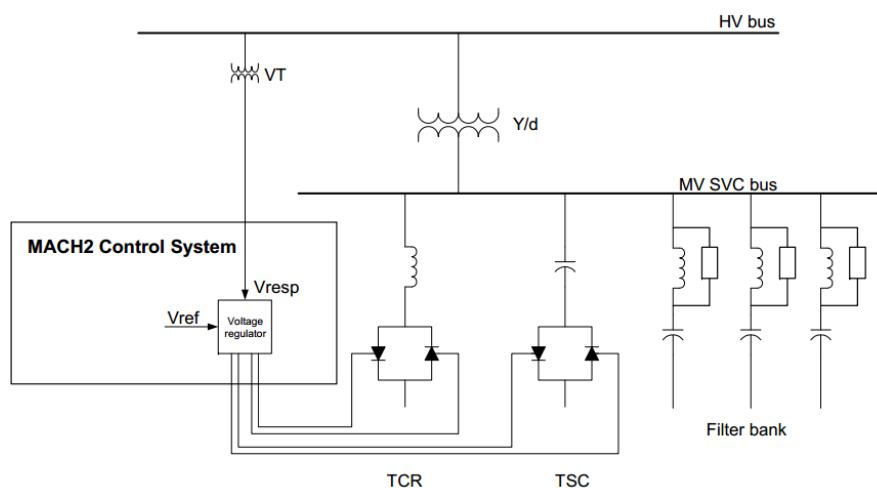 HV bus
VT
Y/d
MV SVC bus
MACH2 Control System
Vresp
Vref
Voltage
regulator
Filter bank
TCR
TSC